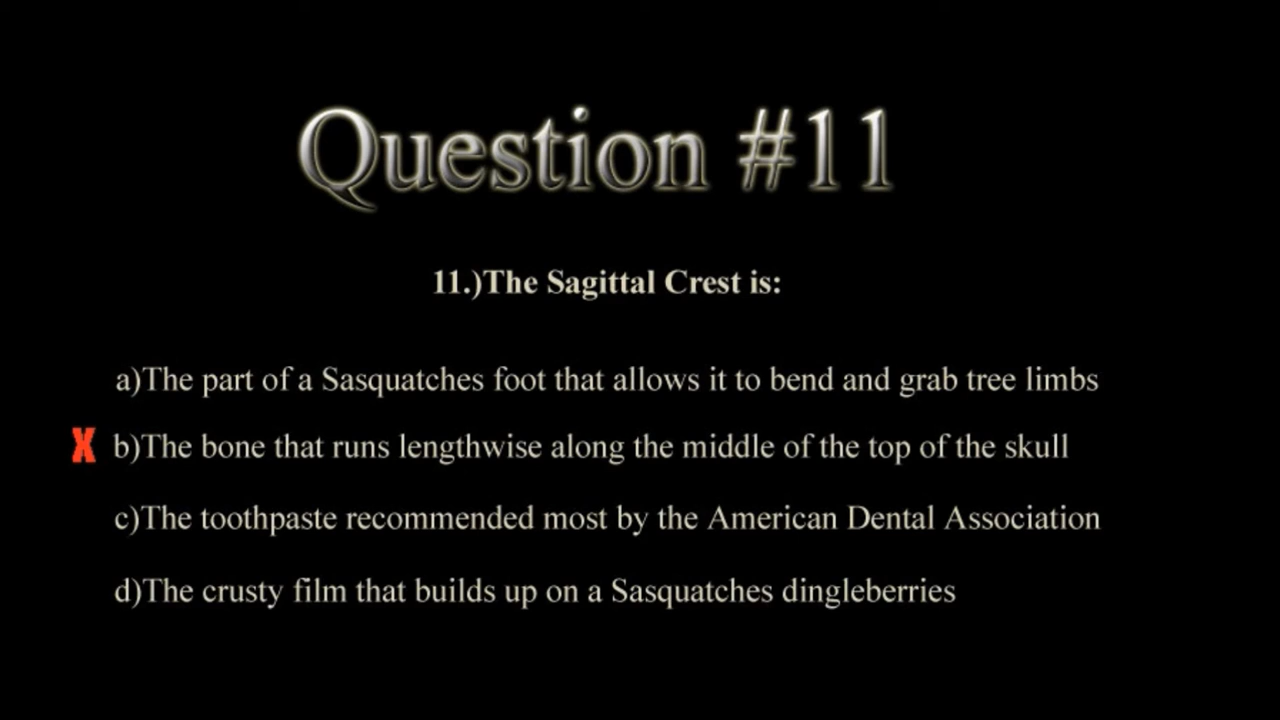 Question #11
11.)The Sagittal Crest is:
a)The part of a Sasquatches foot that allows it to bend and grab tree limbs
X b)The bone that runs lengthwise along the middle of the top of the skull
c)The toothpaste recommended most by the American Dental Association
d)The crusty film that builds up on a Sasquatches dingleberries